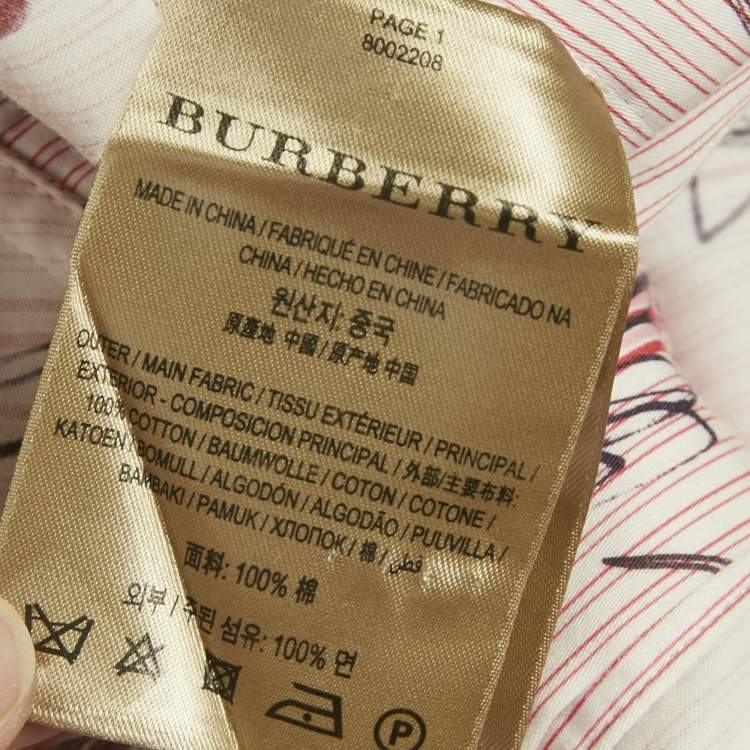 PAGE 1
8002208
BURBERRY
MADE IN CHINA / FABRIQUÉ EN CHINE / FABRICADO NA
CHINA / HECHO EN CHINA
원산지: 중국
原産地 中國 / 原产地 中国
OUTER / MAIN FABRIC / TISSU EXTÉRIEUR / PRINCIPAL /
EXTERIOR - COMPOSICION PRINCIPAL / 外部/主要布料:
100% COTTON / BAUMWOLLE / COTON / COTONE /
KATOEN / BOMULL / ALGODÓN / ALGODÃO / PUUVILLA /
BAMBAKI / PAMUK / ХЛОПОК / 棉 / قطن
面料: 100% 棉
외부 / 주된 섬유: 100% 면
P